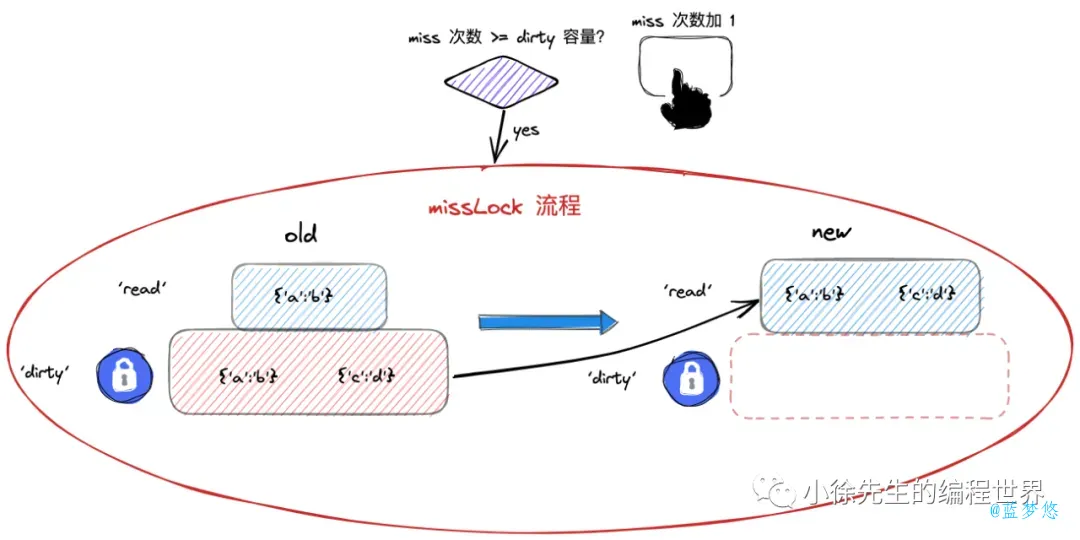 miss 次数加 1
miss 次数 >= dirty 容量?
yes
missLock 流程
old
new
'read'
{'a':'b'}
'read'
{'a':'b'} {'c':'d'}
'dirty'
{'a':'b'} {'c':'d'}
'dirty'
小徐先生的编程世界
@蓝梦悠